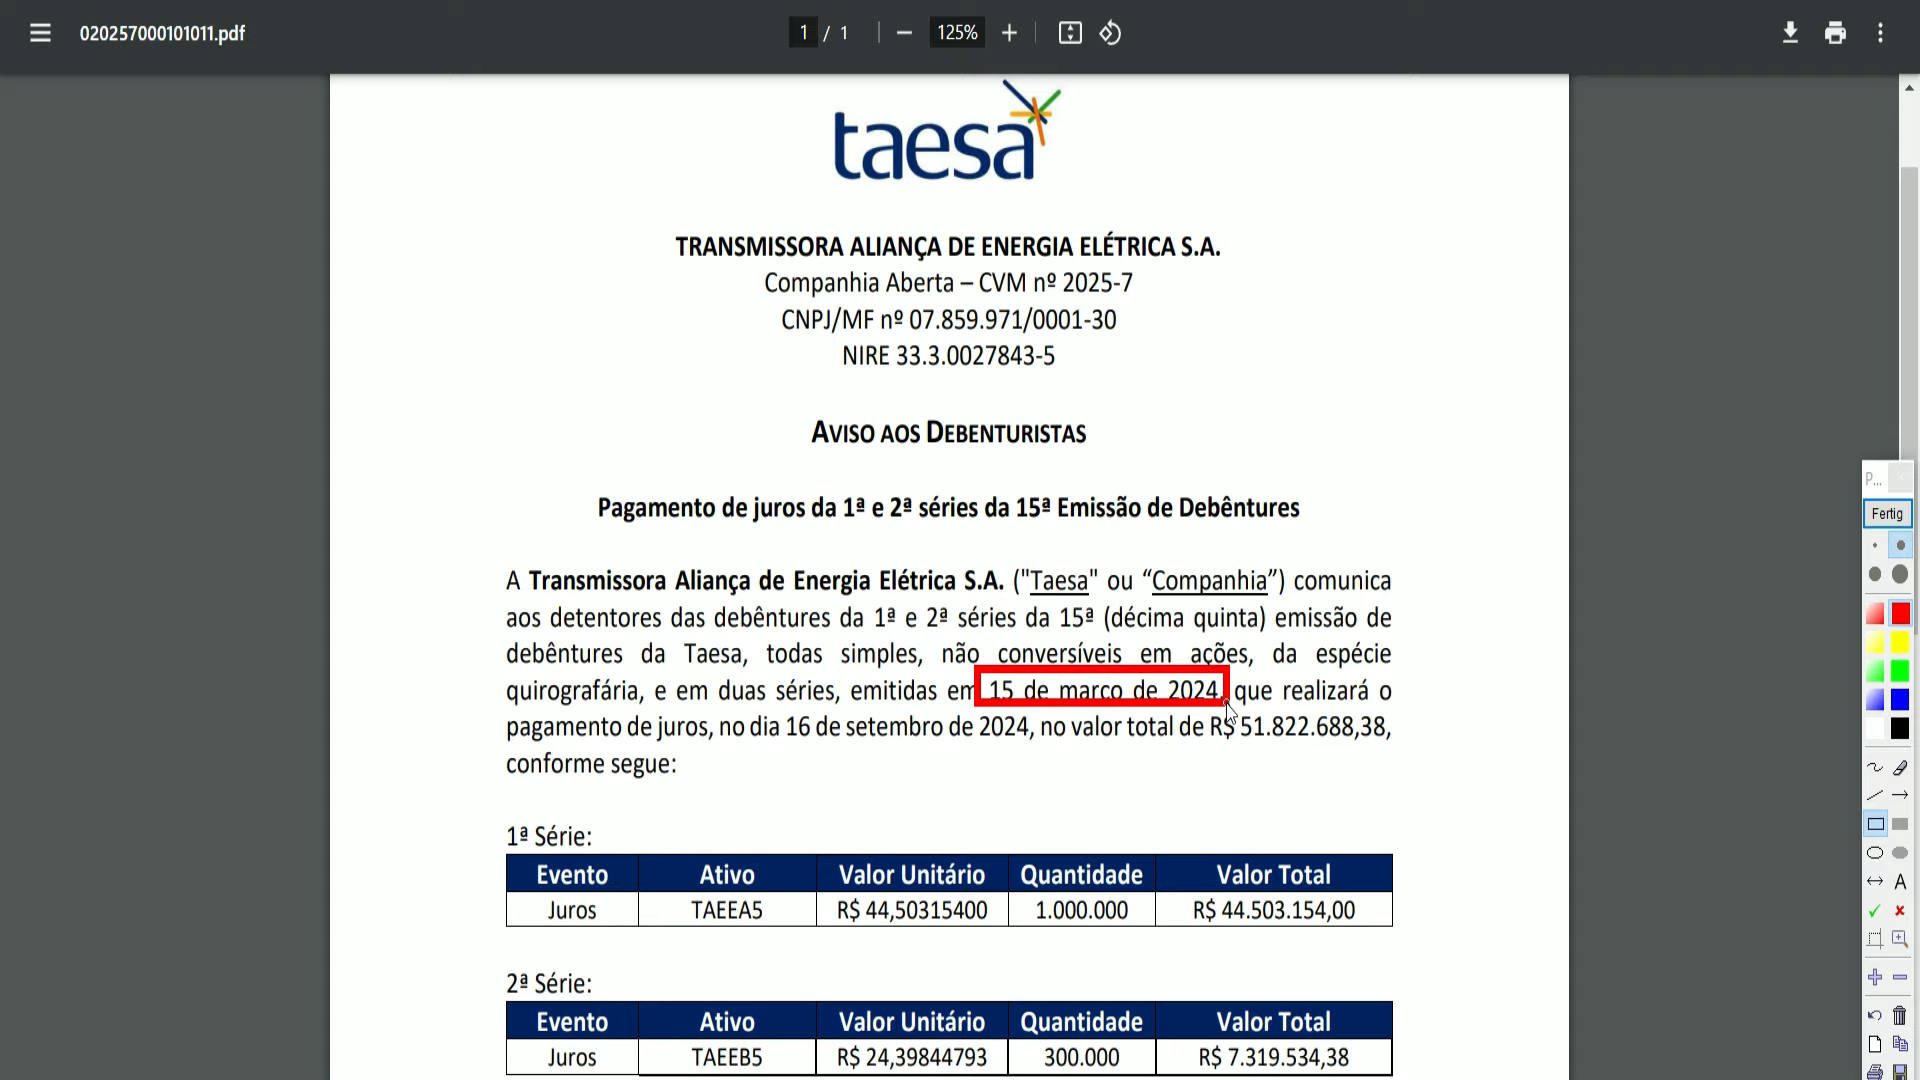 020257000101011.pdf
1 / 1
125%
taesa
TRANSMISSORA ALIANÇA DE ENERGIA ELÉTRICA S.A.
Companhia Aberta – CVM nº 2025-7
CNPJ/MF nº 07.859.971/0001-30
NIRE 33.3.0027843-5
AVISO AOS DEBENTURISTAS
Pagamento de juros da 1ª e 2ª séries da 15ª Emissão de Debêntures
A Transmissora Aliança de Energia Elétrica S.A. ("Taesa" ou “Companhia”) comunica
aos detentores das debêntures da 1ª e 2ª séries da 15ª (décima quinta) emissão de
debêntures da Taesa, todas simples, não conversíveis em ações, da espécie
quirografária, e em duas séries, emitidas em 15 de março de 2024, que realizará o
pagamento de juros, no dia 16 de setembro de 2024, no valor total de R$ 51.822.688,38,
conforme segue:
1ª Série:
Evento Ativo Valor Unitário Quantidade Valor Total
Juros TAEEA5 R$ 44,50315400 1.000.000 R$ 44.503.154,00
2ª Série:
Evento Ativo Valor Unitário Quantidade Valor Total
Juros TAEEB5 R$ 24,39844793 300.000 R$ 7.319.534,38
P...
Fertig
A